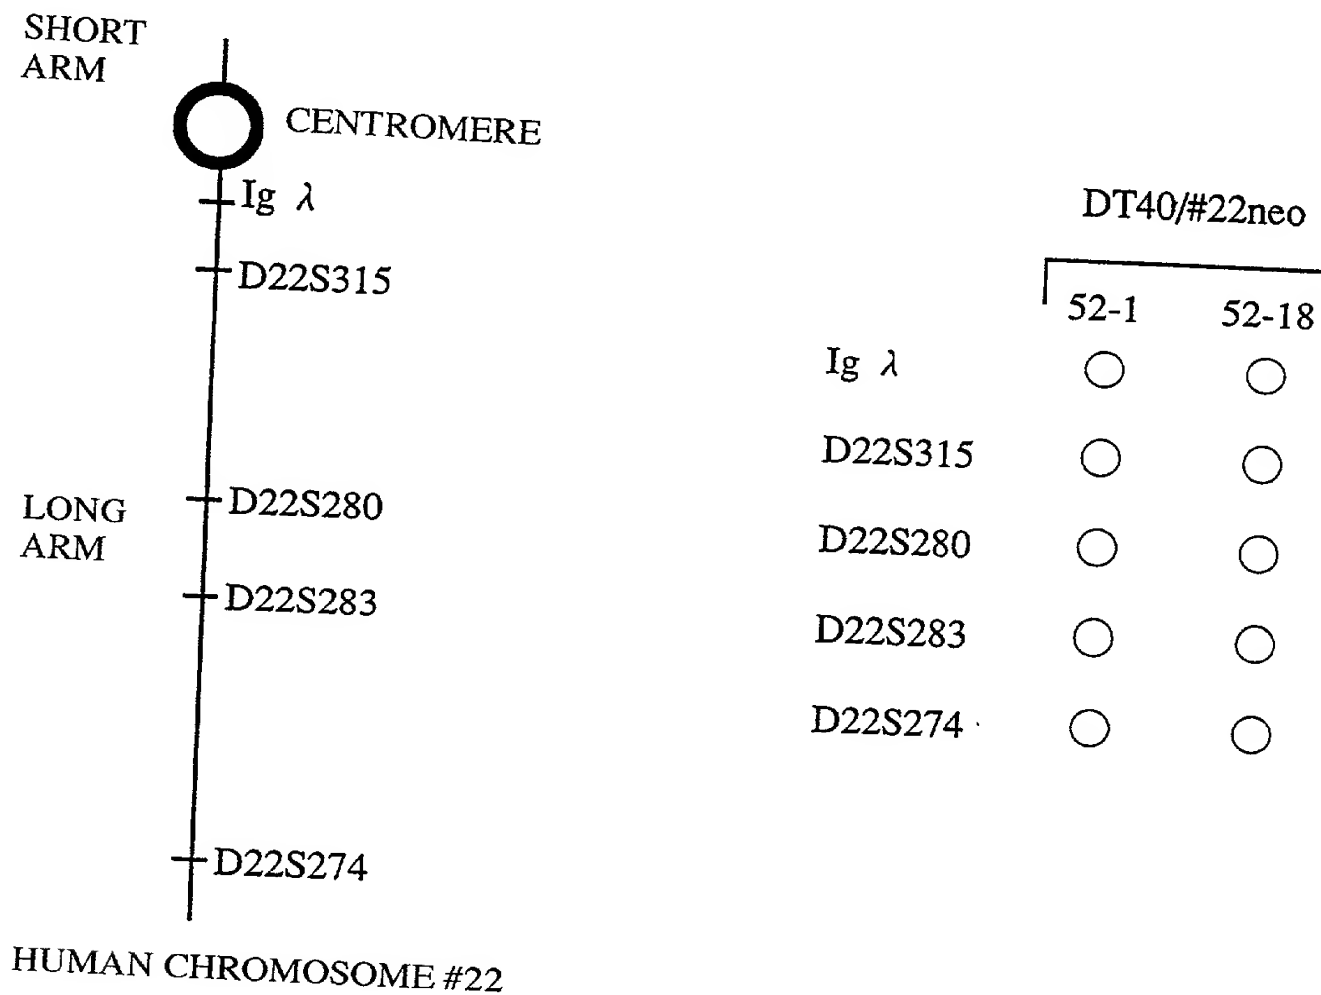 SHORT
ARM
CENTROMERE
Ig λ
D22S315
LONG
ARM
D22S280
D22S283
D22S274
HUMAN CHROMOSOME #22
DT40/#22neo
52-1 52-18
Ig λ
D22S315
D22S280
D22S283
D22S274